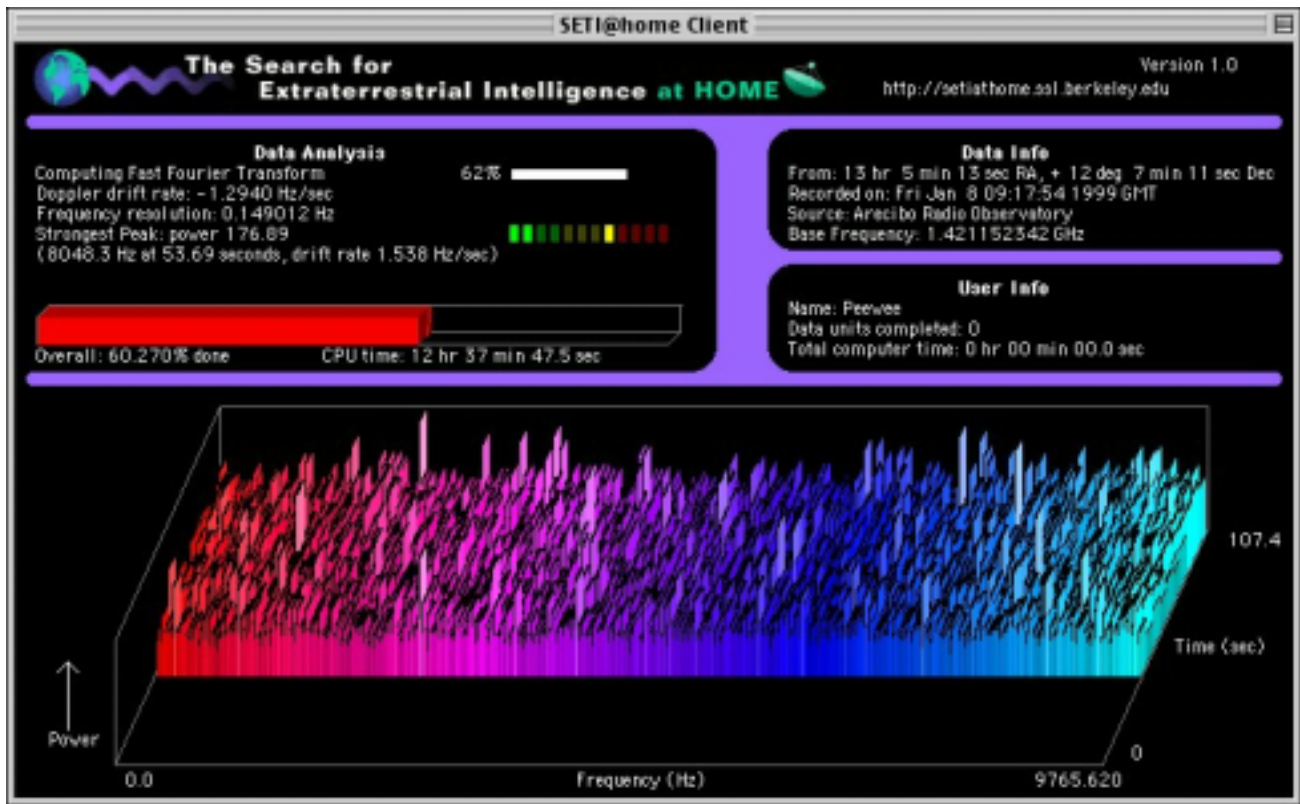 SETI@home Client
The Search for
Extraterrestrial Intelligence at HOME
Version 1.0
http://setiathome.ssl.berkeley.edu
Data Analysis
Computing Fast Fourier Transform 62%
Doppler drift rate: -1.2940 Hz/sec
Frequency resolution: 0.149012 Hz
Strongest Peak: power 176.89
(8048.3 Hz at 53.69 seconds, drift rate 1.538 Hz/sec)
Overall: 60.270% done CPU time: 12 hr 37 min 47.5 sec
Data Info
From: 13 hr 5 min 13 sec RA, + 12 deg 7 min 11 sec Dec
Recorded on: Fri Jan 8 09:17:54 1999 GMT
Source: Arecibo Radio Observatory
Base Frequency: 1.421152342 GHz
User Info
Name: Peewee
Data units completed: 0
Total computer time: 0 hr 00 min 00.0 sec
107.4
Time (sec)
Power
0
0.0 Frequency (Hz) 9765.620